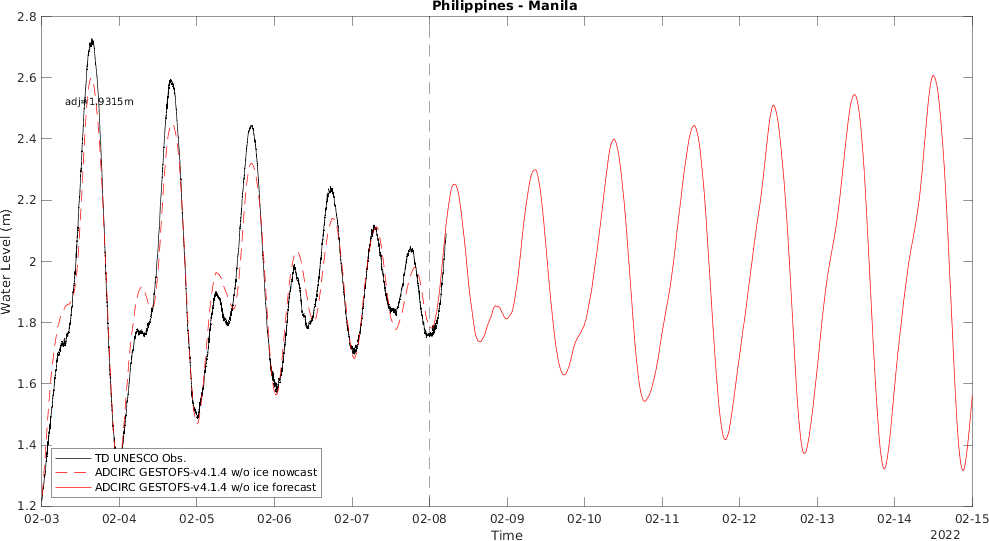 Philippines - Manila
2.8
2.6
2.4
2.2
2
1.8
1.6
1.4
1.2
Water Level (m)
adj=1.9315m
TD UNESCO Obs.
ADCIRC GESTOFS-v4.1.4 w/o ice nowcast
ADCIRC GESTOFS-v4.1.4 w/o ice forecast
02-03 02-04 02-05 02-06 02-07 02-08 02-09 02-10 02-11 02-12 02-13 02-14 02-15
Time
2022